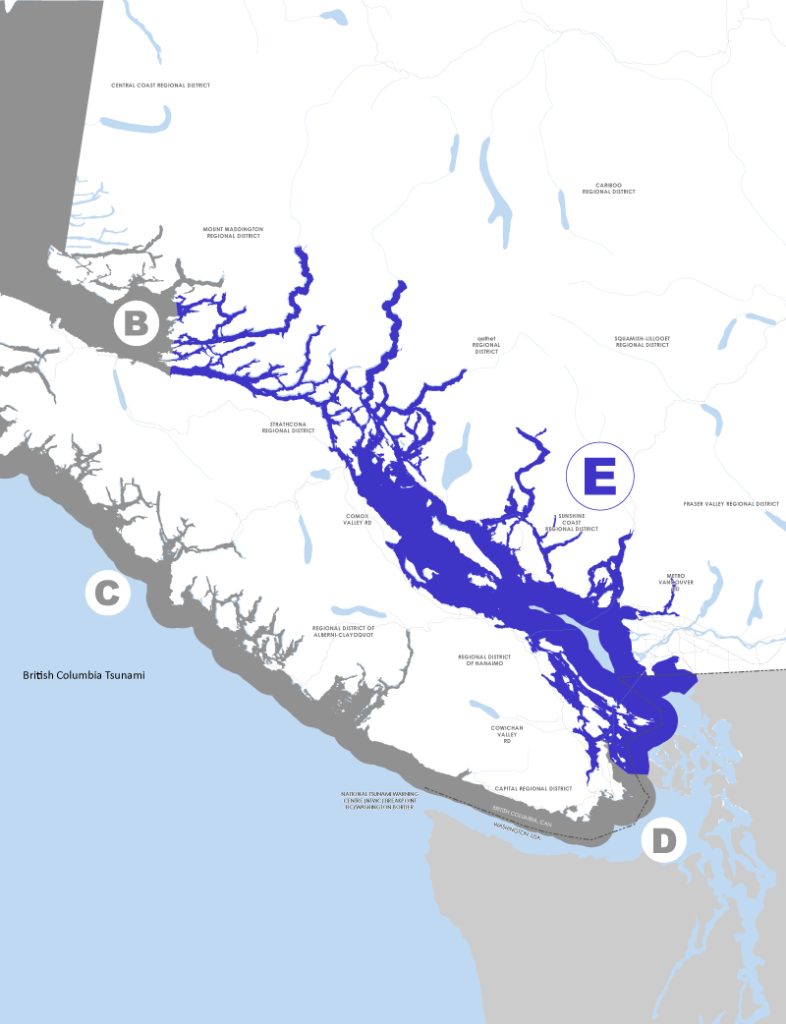 CENTRAL COAST REGIONAL DISTRICT
CARIBOO
REGIONAL DISTRICT
MOUNT WADDINGTON
REGIONAL DISTRICT
B
qathet
REGIONAL
DISTRICT
SQUAMISH-LILLOOET
REGIONAL DISTRICT
STRATHCONA
REGIONAL DISTRICT
E
FRASER VALLEY REGIONAL DISTRICT
COMOX
VALLEY RD
SUNSHINE
COAST
REGIONAL DISTRICT
METRO
VANCOUVER
RD
C
REGIONAL DISTRICT OF
ALBERNI-CLAYOQUOT
REGIONAL DISTRICT
OF NANAIMO
British Columbia Tsunami
COWICHAN
VALLEY
RD
CAPITAL REGIONAL DISTRICT
NATIONAL TSUNAMI WARNING
CENTRE (NTWC) BREAKPOINT
BC/WASHINGTON BORDER
BRITISH COLUMBIA, CAN
WASHINGTON, USA
D